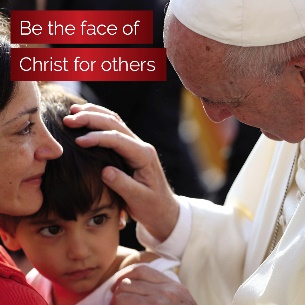 Be the face of
Christ for others